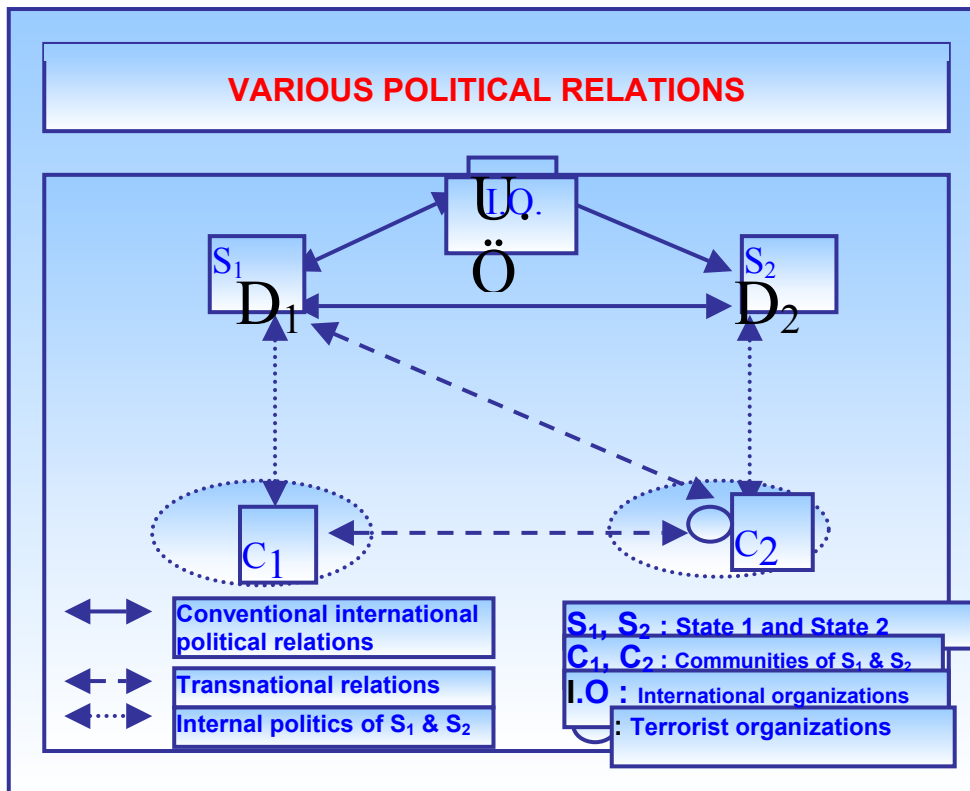 VARIOUS POLITICAL RELATIONS
I.O.
U.
Ö
S₁
D₁
S₂
D₂
C1
C2
Conventional international
political relations
Transnational relations
Internal politics of S₁ & S₂
S₁, S₂ : State 1 and State 2
C₁, C₂ : Communities of S₁ & S₂
I.O : International organizations
: Terrorist organizations